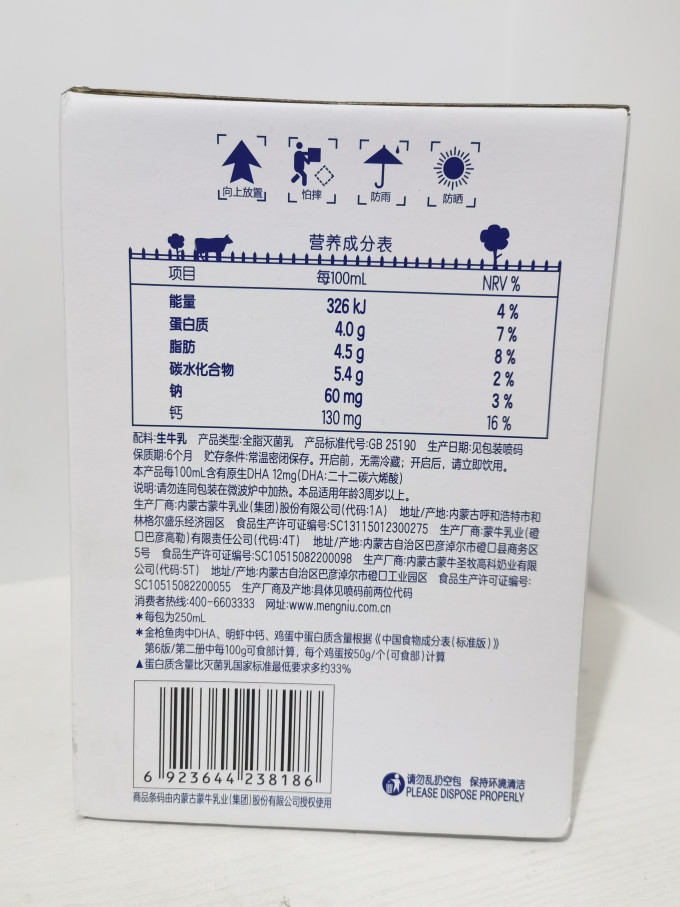 向上放置 怕摔 防雨 防晒
营养成分表
项目 每100mL NRV %
能量 326 kJ 4 %
蛋白质 4.0 g 7 %
脂肪 4.5 g 8 %
碳水化合物 5.4 g 2 %
钠 60 mg 3 %
钙 130 mg 16 %
配料:生牛乳 产品类型:全脂灭菌乳 产品标准代号:GB 25190 生产日期:见包装喷码
保质期:6个月 贮存条件:常温密闭保存。开启前，无需冷藏；开启后，请立即饮用。
本产品每100mL含有原生DHA 12mg(DHA:二十二碳六烯酸)
说明:请勿连同包装在微波炉中加热。本品适用年龄3周岁以上。
生产厂商:内蒙古蒙牛乳业(集团)股份有限公司(代码:1A) 地址/产地:内蒙古呼和浩特市和
林格尔盛乐经济园区 食品生产许可证编号:SC13115012300275 生产厂商:蒙牛乳业(磴
口巴彦高勒)有限责任公司(代码:4T) 地址/产地:内蒙古自治区巴彦淖尔市磴口县商务区
5号 食品生产许可证编号:SC10515082200098 生产厂商:内蒙古蒙牛圣牧高科奶业有限
公司(代码:5T) 地址/产地:内蒙古自治区巴彦淖尔市磴口工业园区 食品生产许可证编号:
SC10515082200055 生产厂商及产地:具体见喷码前两位代码
消费者热线:400-6603333 网址:www.mengniu.com.cn
＊每包为250mL
＊金枪鱼肉中DHA、明虾中钙、鸡蛋中蛋白质含量根据《中国食物成分表(标准版)》
第6版/第二册中每100g可食部计算，每个鸡蛋按50g/个(可食部)计算
▲蛋白质含量比灭菌乳国家标准最低要求多约33%
6 923644 238186
商品条码由内蒙古蒙牛乳业(集团)股份有限公司授权使用
请勿乱扔空包 保持环境清洁
PLEASE DISPOSE PROPERLY